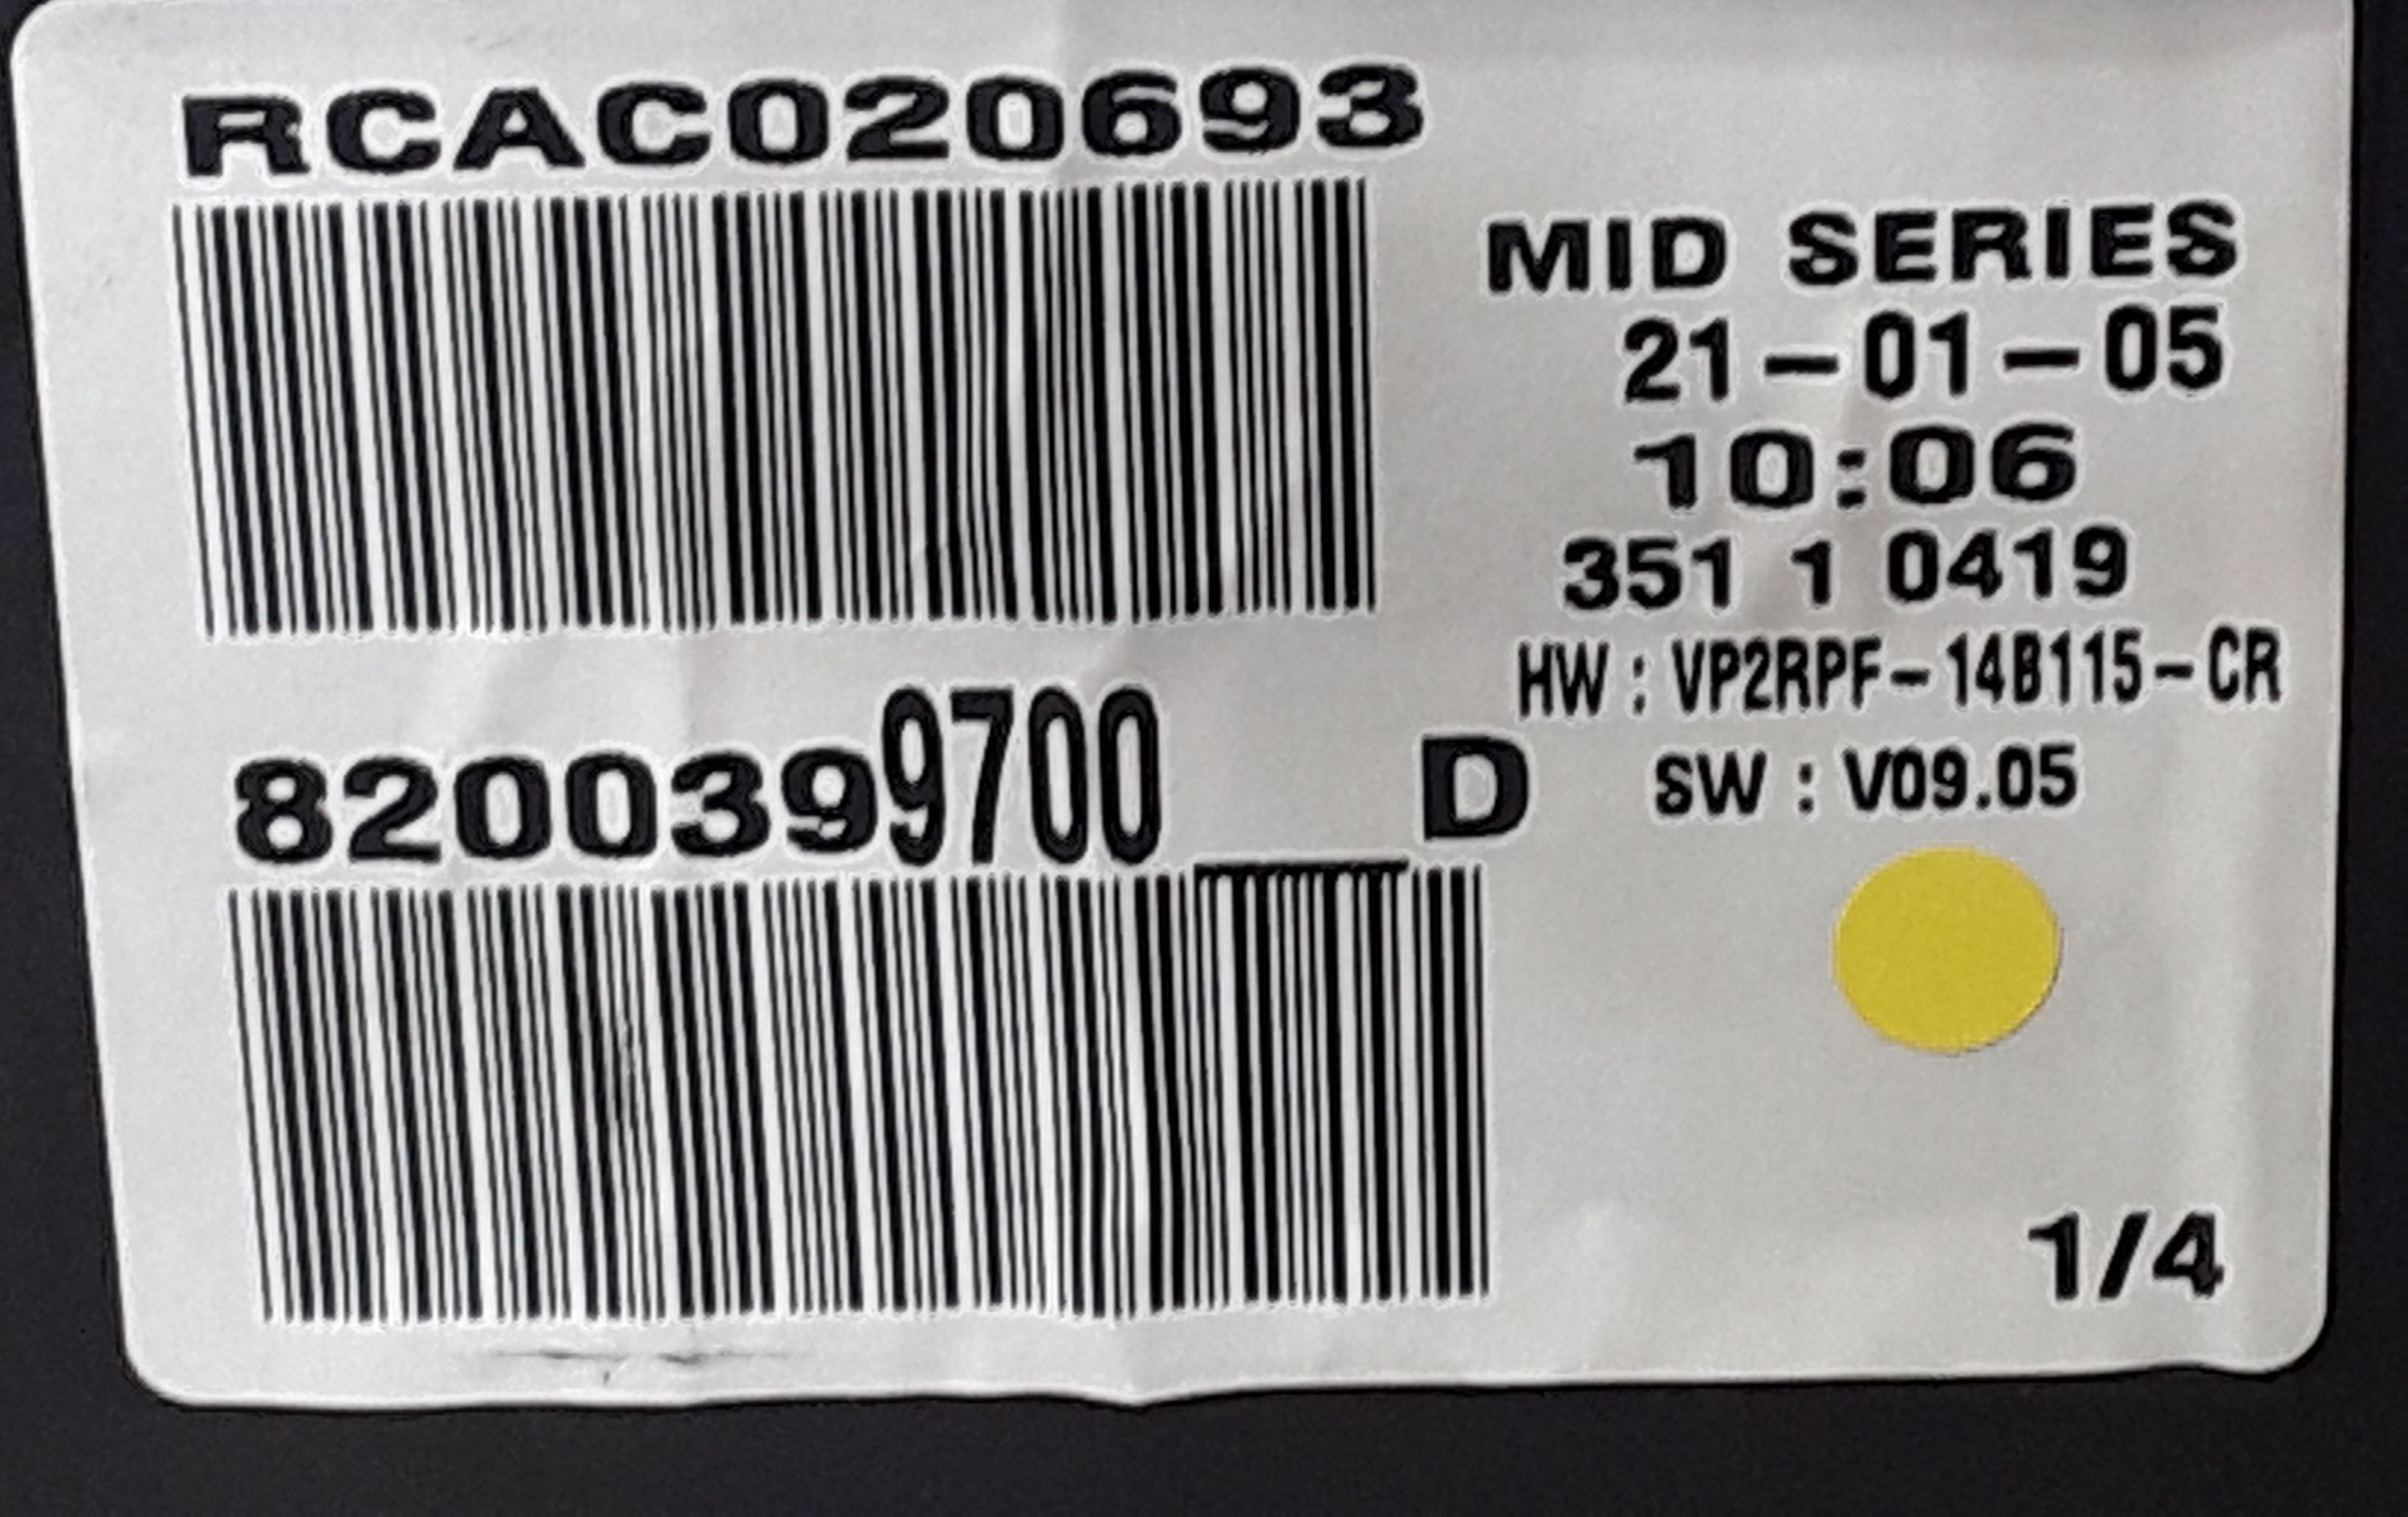 RCAC020693
MID SERIES
21-01-05
10:06
351 1 0419
HW : VP2RPF-14B115-CR
8200399700___D
SW : V09.05
1/4